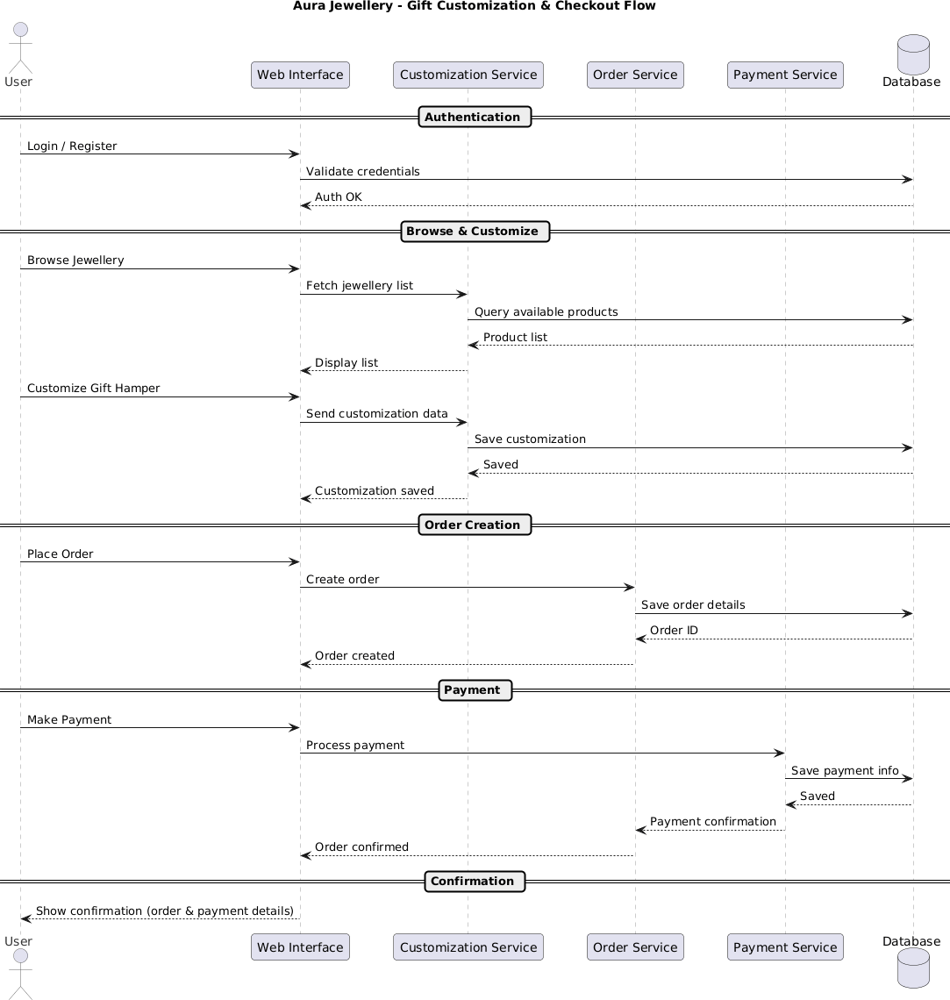 Aura Jewellery - Gift Customization & Checkout Flow
User
Web Interface
Customization Service
Order Service
Payment Service
Database
Authentication
Login / Register
Validate credentials
Auth OK
Browse & Customize
Browse Jewellery
Fetch jewellery list
Query available products
Product list
Display list
Customize Gift Hamper
Send customization data
Save customization
Saved
Customization saved
Order Creation
Place Order
Create order
Save order details
Order ID
Order created
Payment
Make Payment
Process payment
Save payment info
Saved
Payment confirmation
Order confirmed
Confirmation
Show confirmation (order & payment details)
User
Web Interface
Customization Service
Order Service
Payment Service
Database